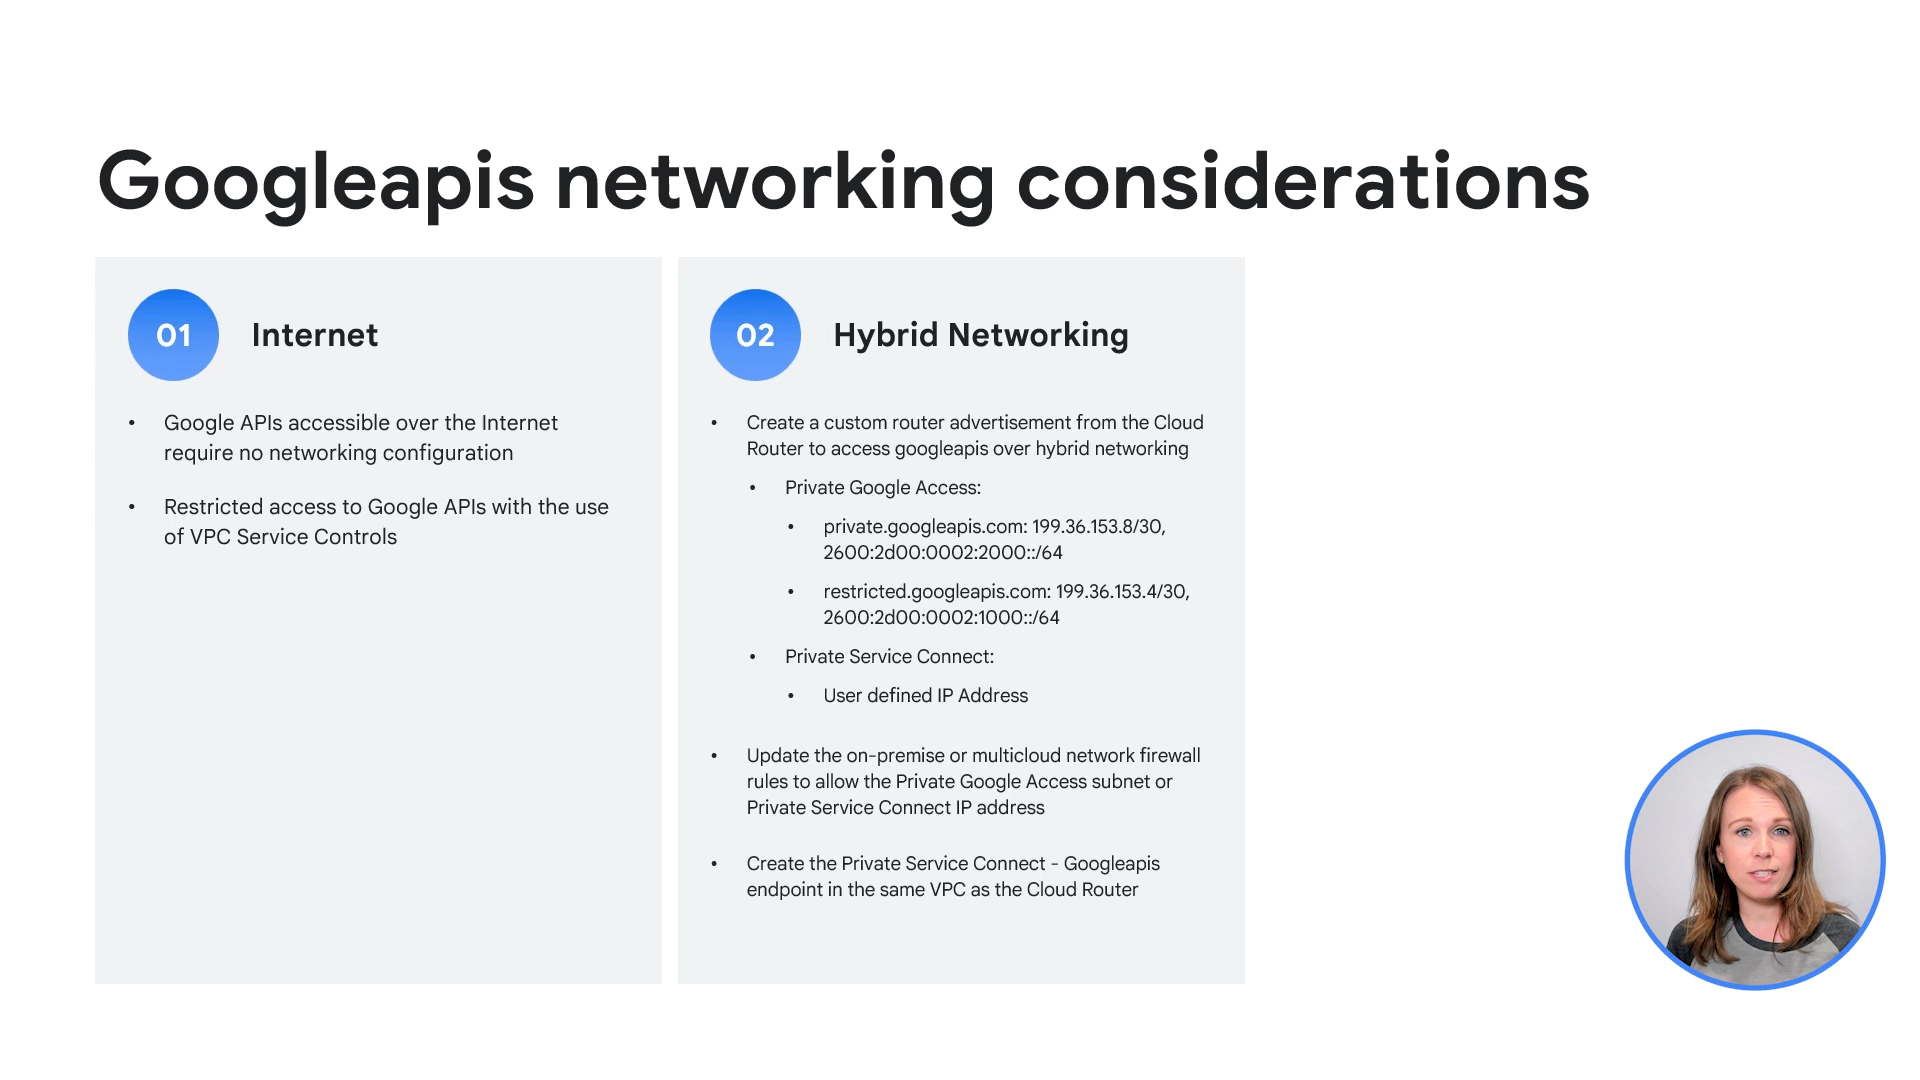 Googleapis networking considerations
01
Internet
• Google APIs accessible over the Internet
require no networking configuration
• Restricted access to Google APIs with the use
of VPC Service Controls
02
Hybrid Networking
• Create a custom router advertisement from the Cloud
Router to access googleapis over hybrid networking
• Private Google Access:
• private.googleapis.com: 199.36.153.8/30,
2600:2d00:0002:2000::/64
• restricted.googleapis.com: 199.36.153.4/30,
2600:2d00:0002:1000::/64
• Private Service Connect:
• User defined IP Address
• Update the on-premise or multicloud network firewall
rules to allow the Private Google Access subnet or
Private Service Connect IP address
• Create the Private Service Connect - Googleapis
endpoint in the same VPC as the Cloud Router